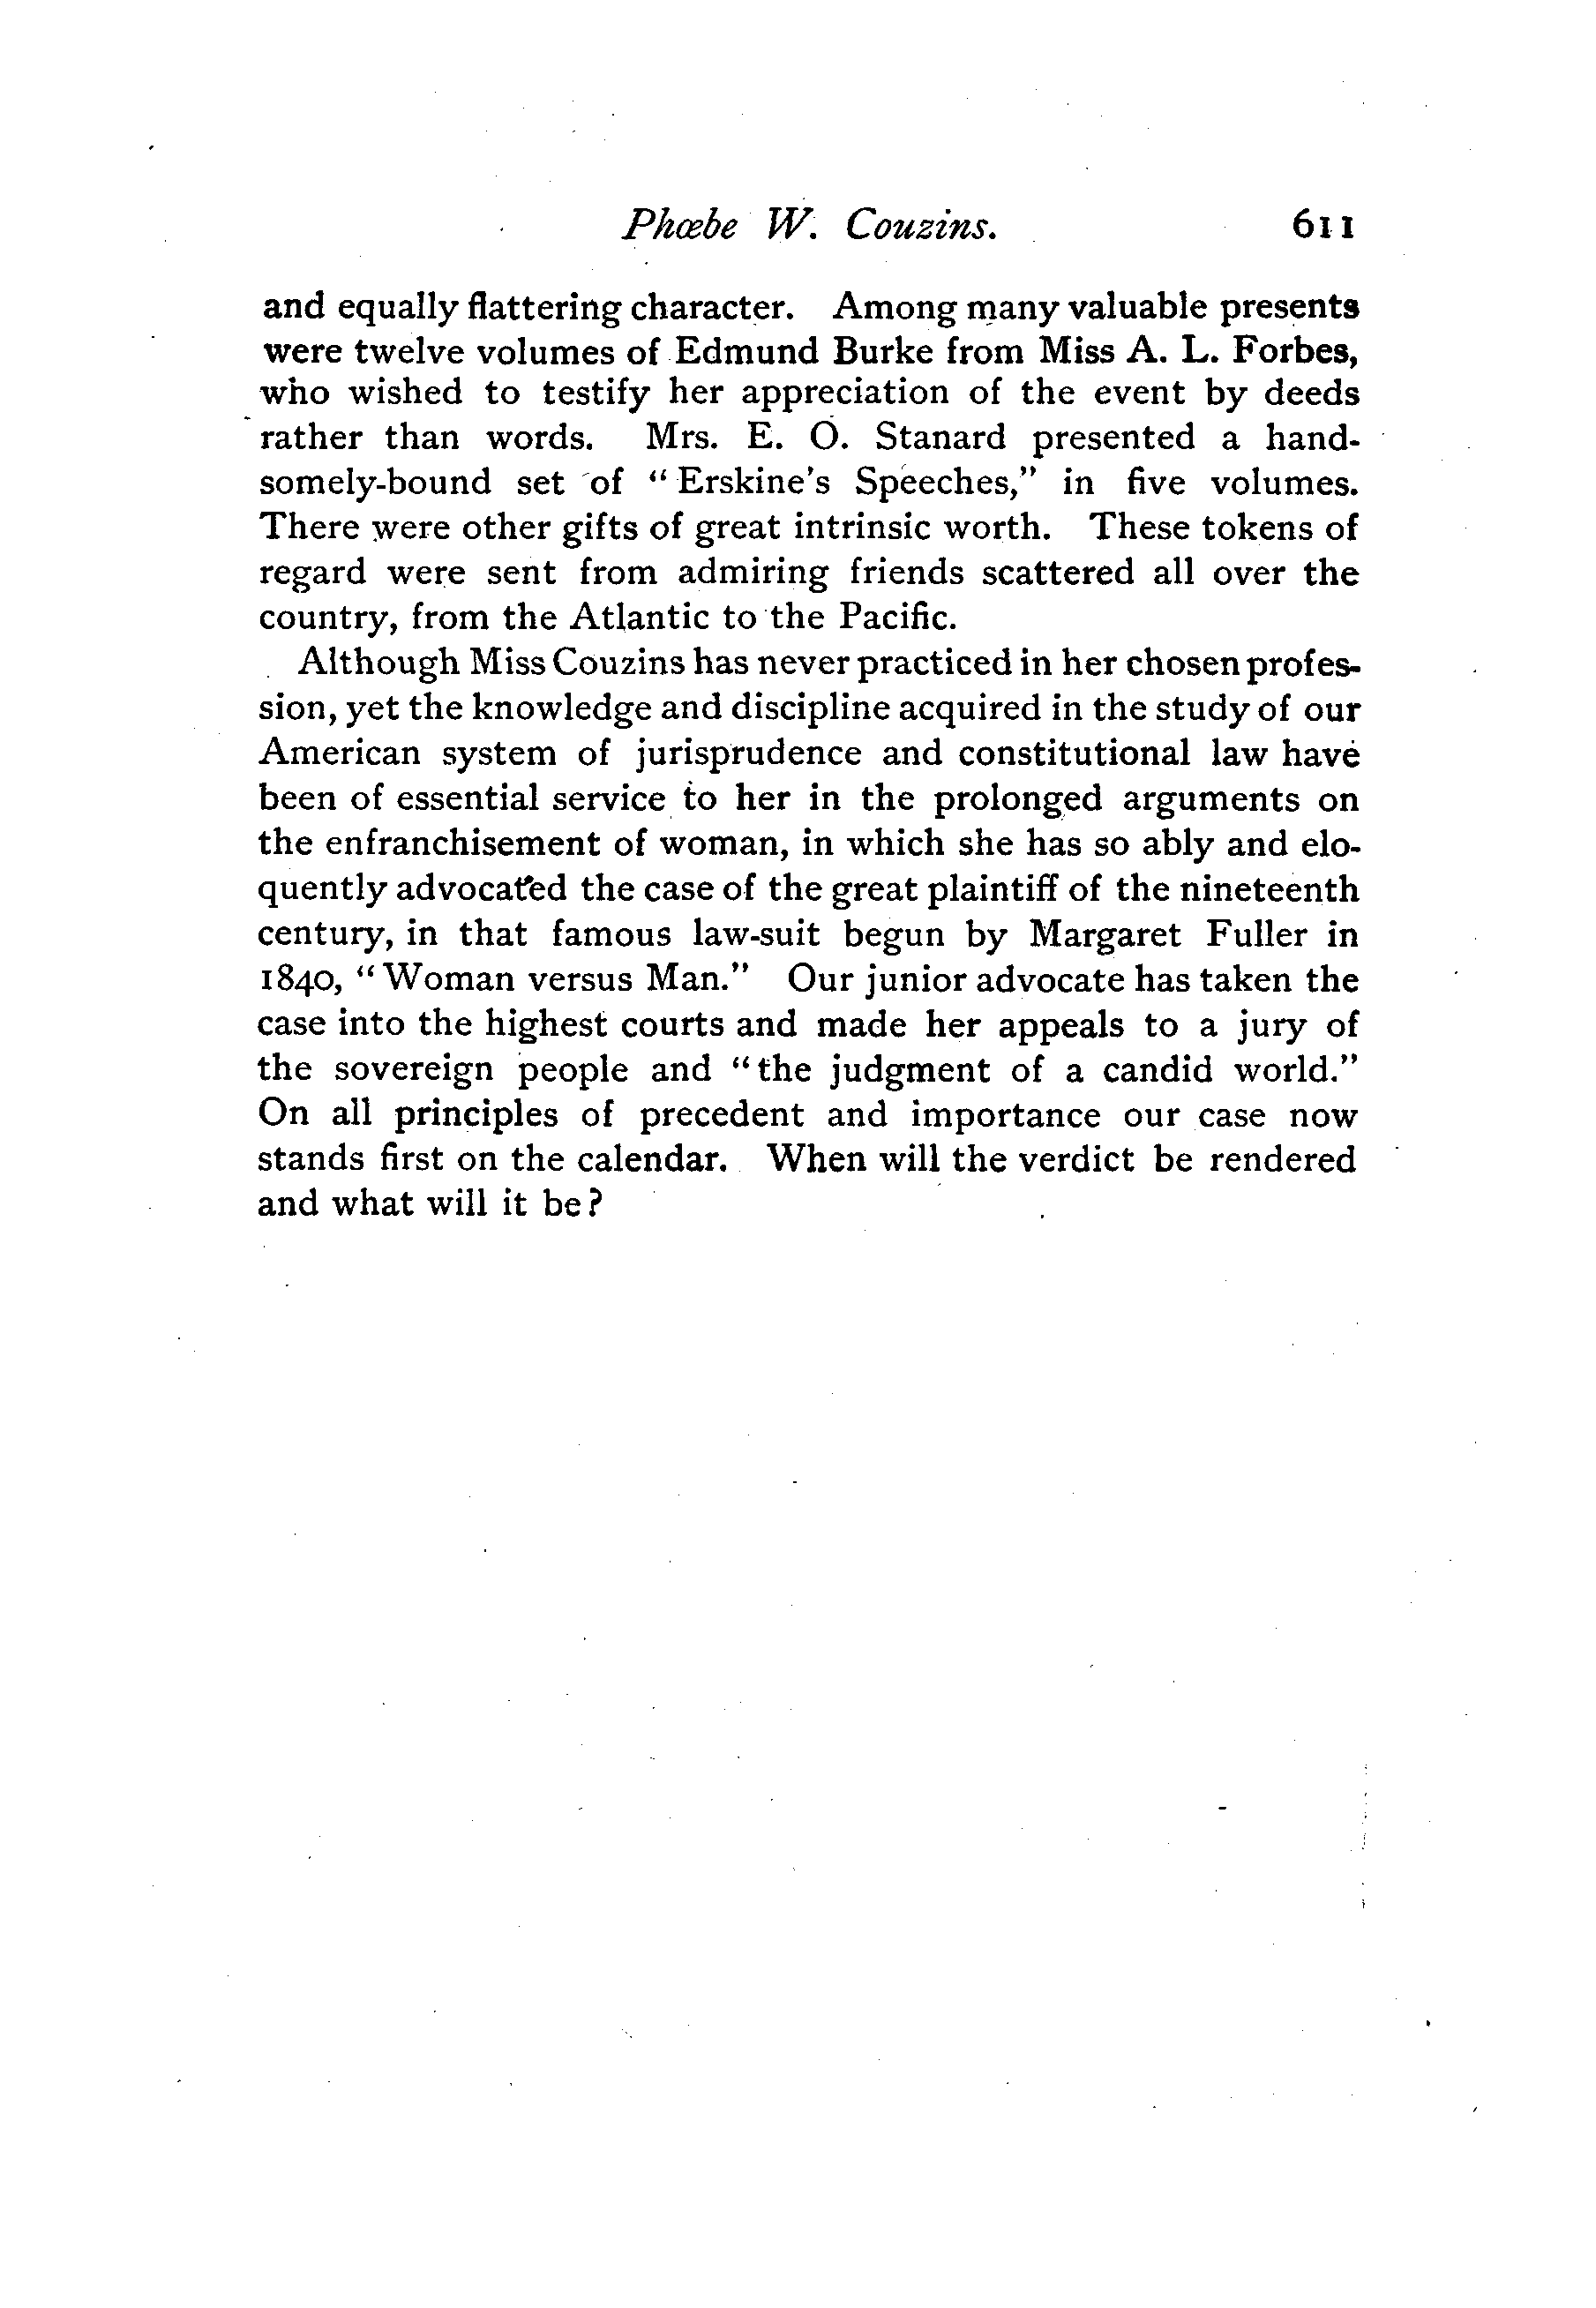 Phœbe W. Couzins. 611
and equally flattering character. Among many valuable presents
were twelve volumes of Edmund Burke from Miss A. L. Forbes,
who wished to testify her appreciation of the event by deeds
rather than words. Mrs. E. O. Stanard presented a hand-
somely-bound set of "Erskine's Speeches," in five volumes.
There were other gifts of great intrinsic worth. These tokens of
regard were sent from admiring friends scattered all over the
country, from the Atlantic to the Pacific.
Although Miss Couzins has never practiced in her chosen profes-
sion, yet the knowledge and discipline acquired in the study of our
American system of jurisprudence and constitutional law have
been of essential service to her in the prolonged arguments on
the enfranchisement of woman, in which she has so ably and elo-
quently advocated the case of the great plaintiff of the nineteenth
century, in that famous law-suit begun by Margaret Fuller in
1840, "Woman versus Man." Our junior advocate has taken the
case into the highest courts and made her appeals to a jury of
the sovereign people and "the judgment of a candid world."
On all principles of precedent and importance our case now
stands first on the calendar. When will the verdict be rendered
and what will it be?